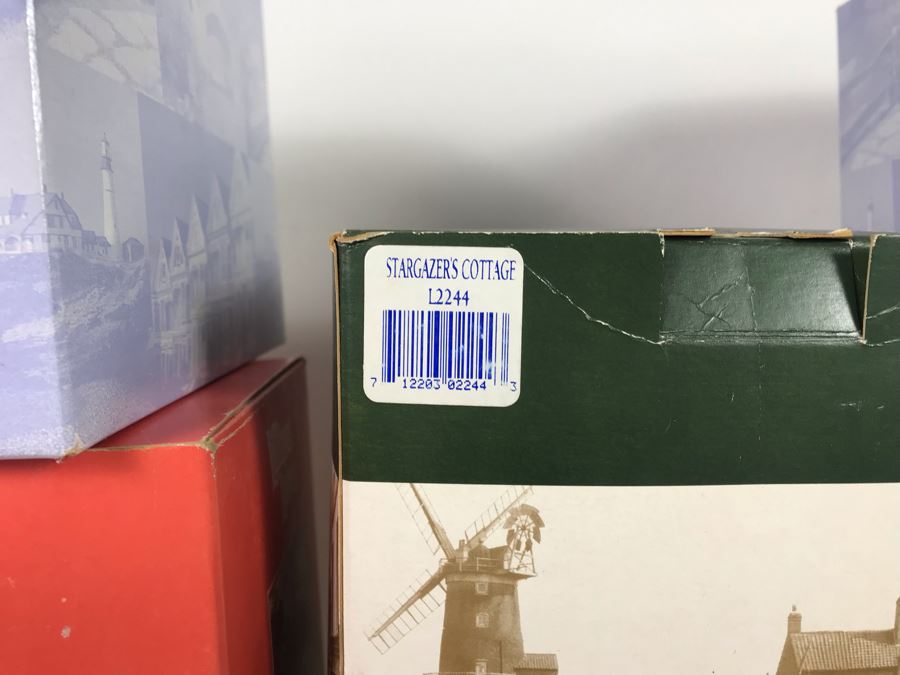 STARGAZER'S COTTAGE
L2244
7 12203 02244 3